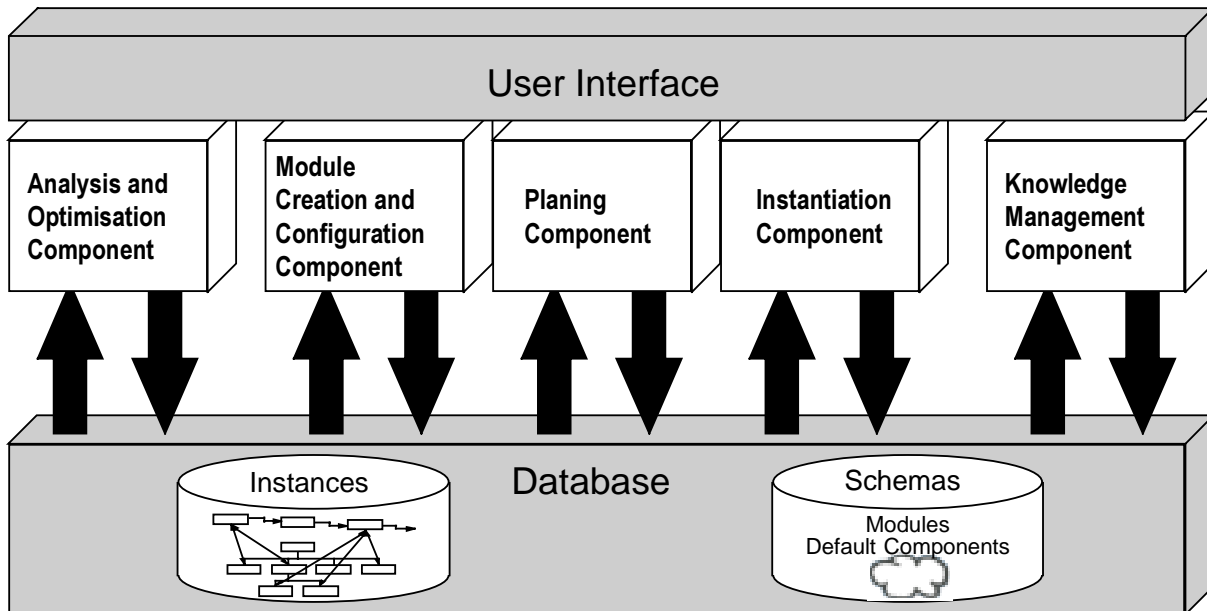 User Interface
Analysis and
Optimisation
Component
Module
Creation and
Configuration
Component
Planing
Component
Instantiation
Component
Knowledge
Management
Component
Database
Instances
Schemas
Modules
Default Components